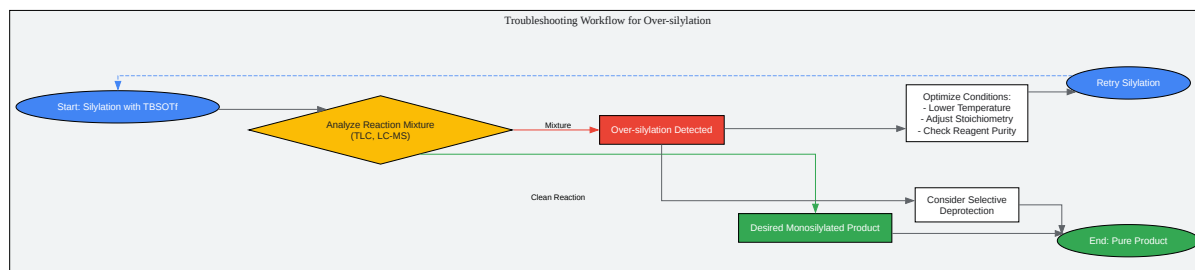 Troubleshooting Workflow for Over-silylation
Start: Silylation with TBSOTf
Analyze Reaction Mixture
(TLC, LC-MS)
Mixture
Over-silylation Detected
Optimize Conditions:
- Lower Temperature
- Adjust Stoichiometry
- Check Reagent Purity
Retry Silylation
Clean Reaction
Desired Monosilylated Product
Consider Selective
Deprotection
End: Pure Product